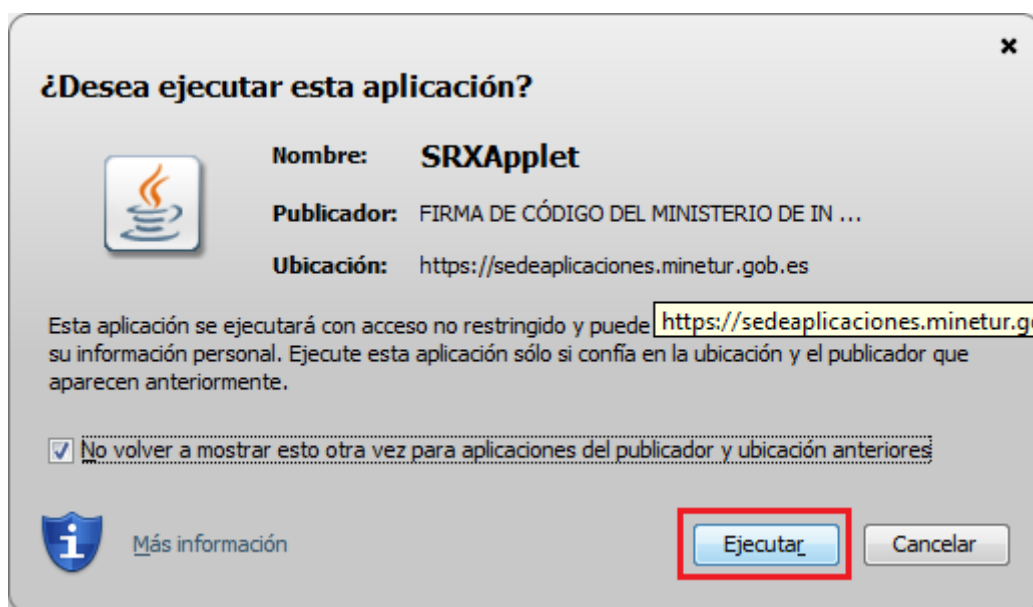 ¿Desea ejecutar esta aplicación?
Nombre: SRXApplet
Publicador: FIRMA DE CÓDIGO DEL MINISTERIO DE IN ...
Ubicación: https://sedeaplicaciones.minetur.gob.es
Esta aplicación se ejecutará con acceso no restringido y puede
https://sedeaplicaciones.minetur.g
su información personal. Ejecute esta aplicación sólo si confía en la ubicación y el publicador que
aparecen anteriormente.
No volver a mostrar esto otra vez para aplicaciones del publicador y ubicación anteriores
Más información
Ejecutar
Cancelar